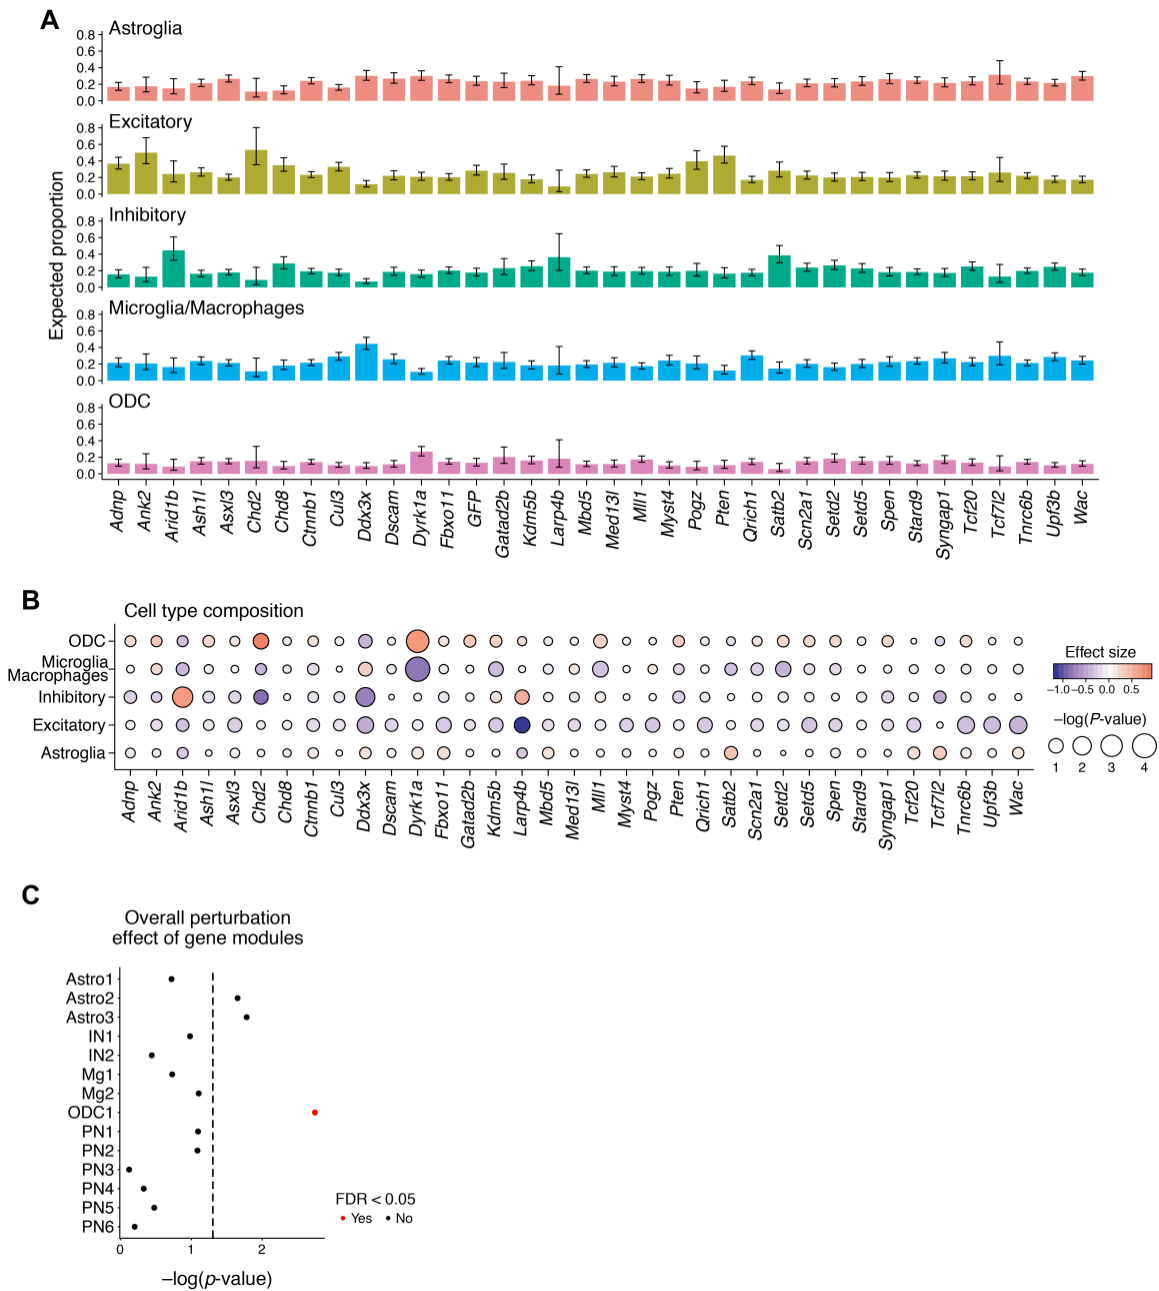 A
Astroglia
0.8
0.6
0.4
0.2
0.0
Excitatory
0.8
0.6
0.4
0.2
0.0
Inhibitory
0.8
0.6
0.4
0.2
0.0
Microglia/Macrophages
0.8
0.6
0.4
0.2
0.0
ODC
0.8
0.6
0.4
0.2
0.0
Expected proportion
Adnp Ank2 Arid1b Ash1l Asxl3 Chd2 Chd8 Ctnnb1 Cul3 Ddx3x Dscam Dyrk1a Fbxo11 GFP Gatad2b Kdm5b Larp4b Mbd5 Med13l Mll1 Myst4 Pogz Pten Qrich1 Satb2 Scn2a1 Setd2 Setd5 Spen Stard9 Syngap1 Tcf20 Tcf7l2 Tnrc6b Upf3b Wac
B
Cell type composition
ODC
Microglia
Macrophages
Inhibitory
Excitatory
Astroglia
Adnp Ank2 Arid1b Ash1l Asxl3 Chd2 Chd8 Ctnnb1 Cul3 Ddx3x Dscam Dyrk1a Fbxo11 Gatad2b Kdm5b Larp4b Mbd5 Med13l Mll1 Myst4 Pogz Pten Qrich1 Satb2 Scn2a1 Setd2 Setd5 Spen Stard9 Syngap1 Tcf20 Tcf7l2 Tnrc6b Upf3b Wac
Effect size
−1.0 −0.5 0.0 0.5
−log(P-value)
1 2 3 4
C
Overall perturbation
effect of gene modules
Astro1
Astro2
Astro3
IN1
IN2
Mg1
Mg2
ODC1
PN1
PN2
PN3
PN4
PN5
PN6
0 1 2
−log(p-value)
FDR < 0.05
Yes No